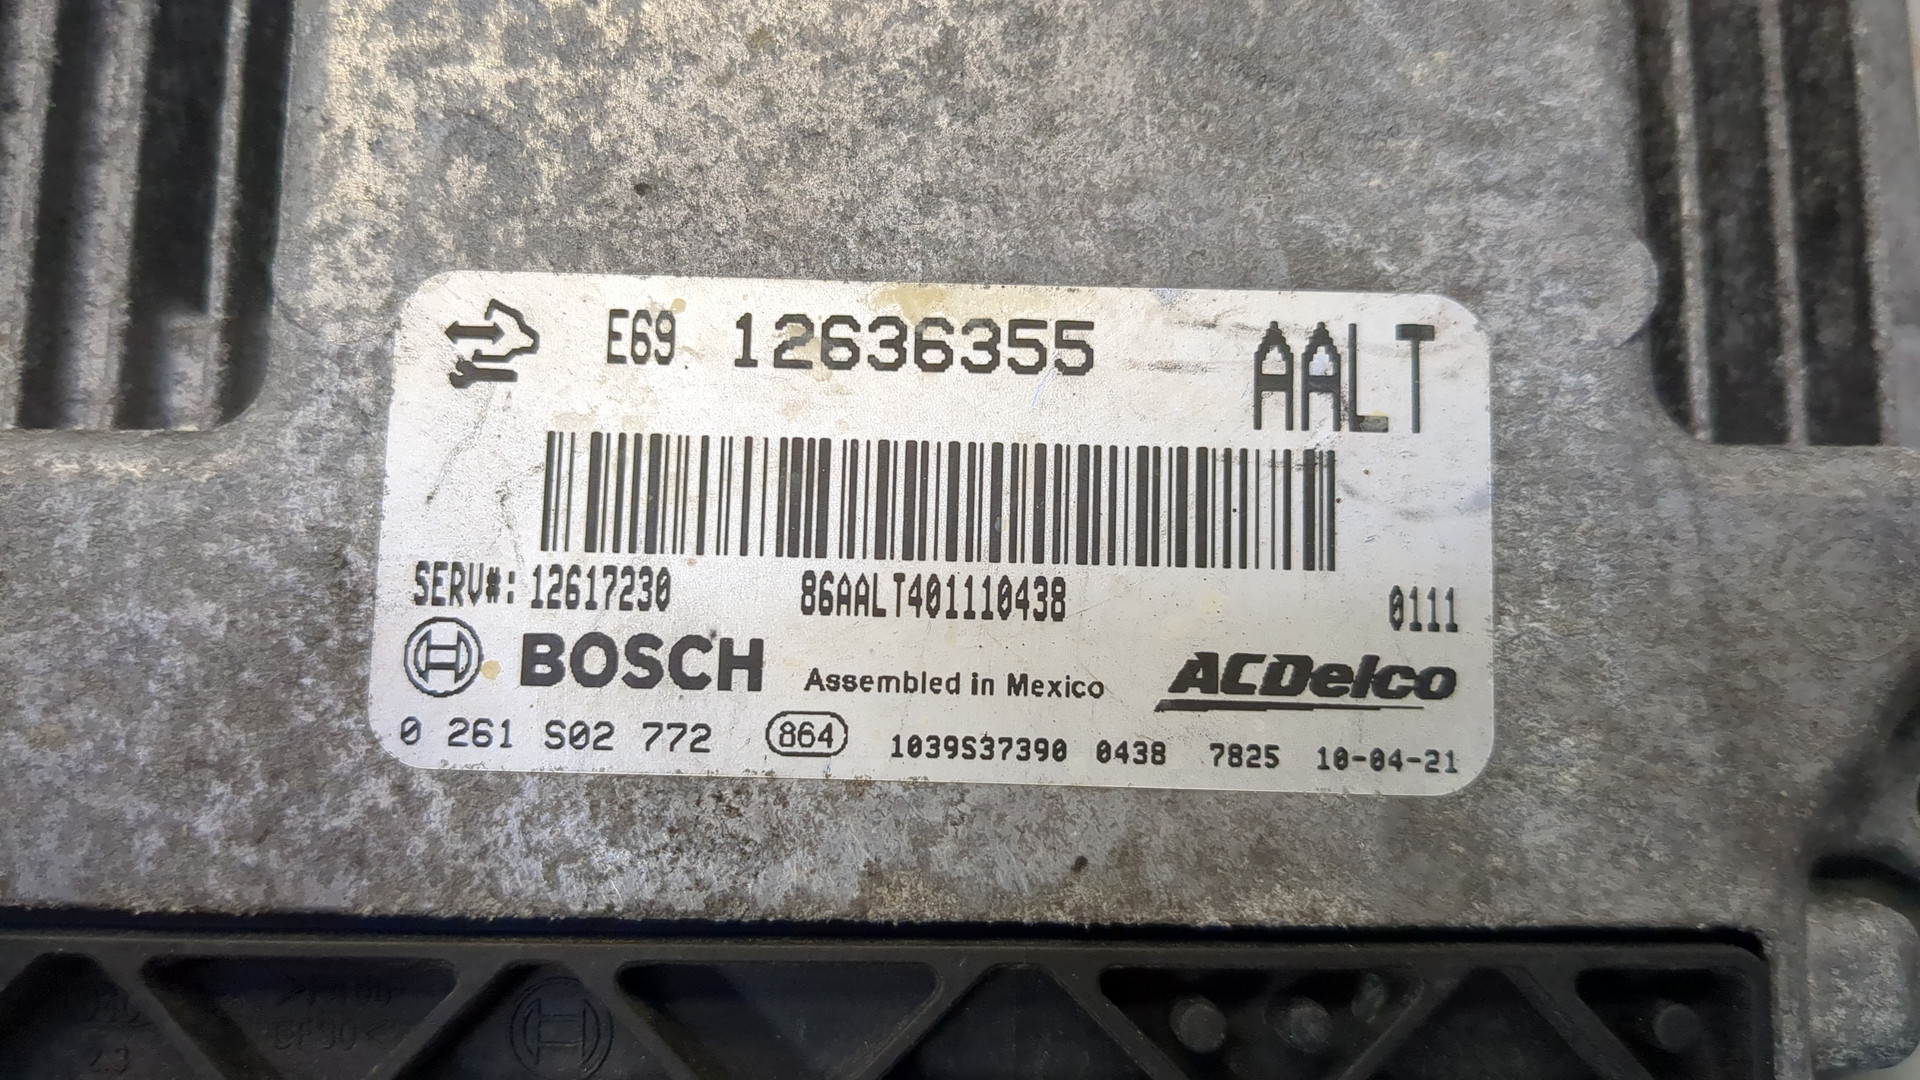 E69 12636355 AALT
SERV#: 12617230 86AALT401110438 0111
BOSCH Assembled in Mexico ACDelco
0 261 S02 772 864 1039S37390 0438 7825 10-04-21